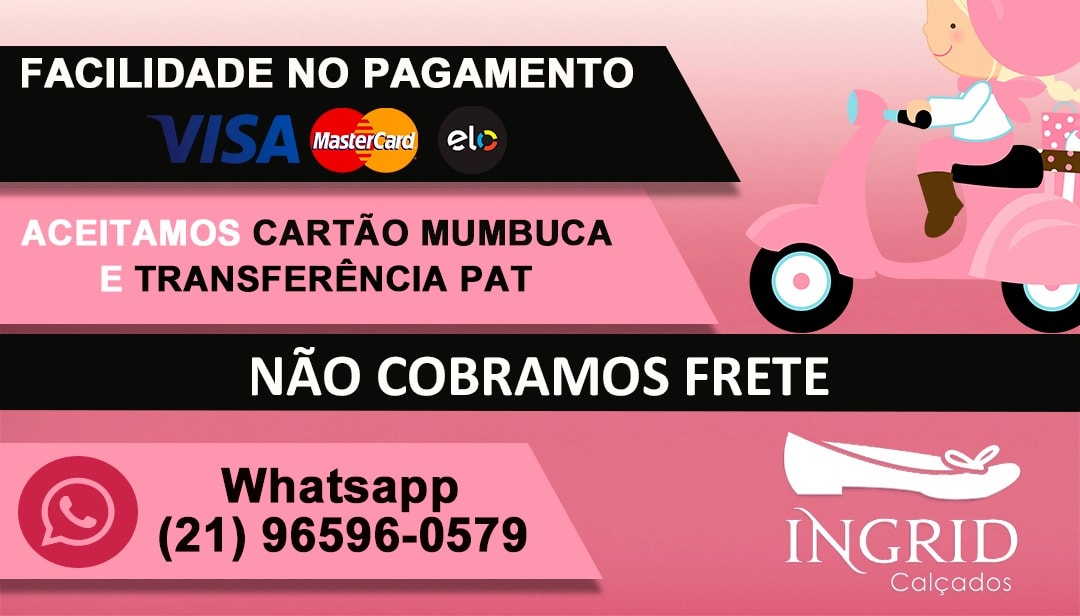 FACILIDADE NO PAGAMENTO
VISA MasterCard elo
ACEITAMOS CARTÃO MUMBUCA
E TRANSFERÊNCIA PAT
NÃO COBRAMOS FRETE
Whatsapp
(21) 96596-0579
INGRID
Calçados